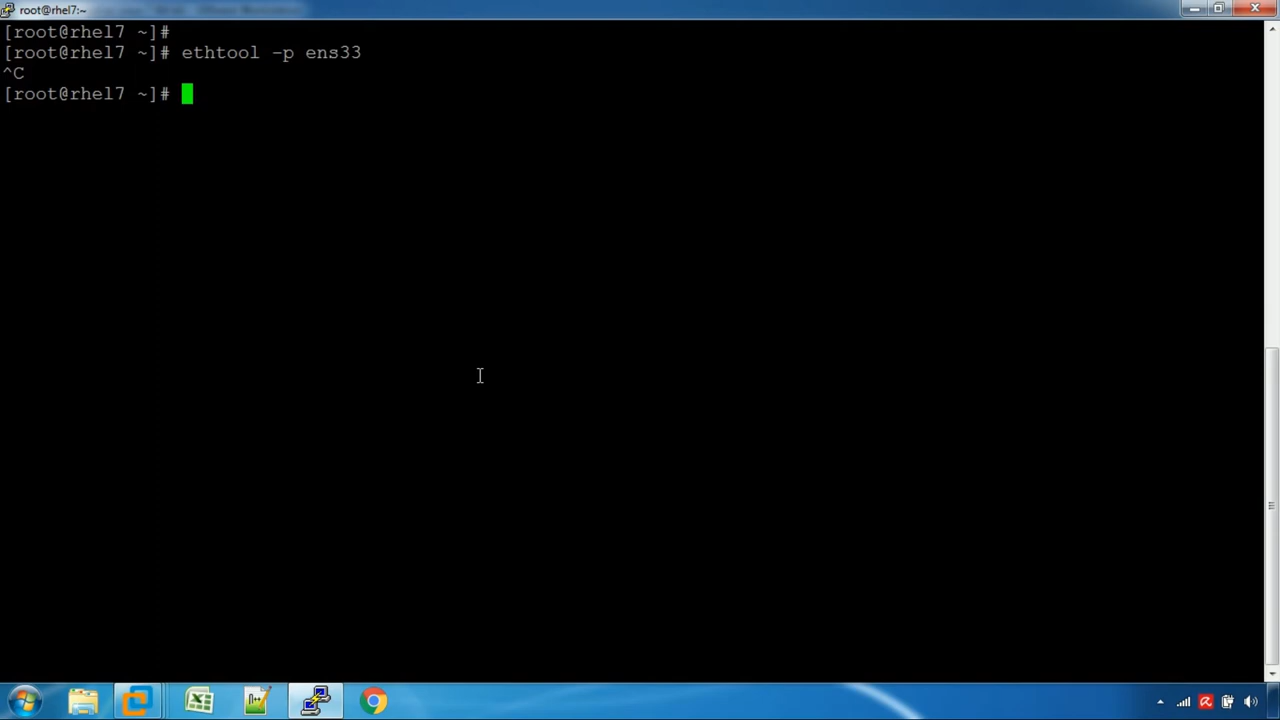 root@rhel7:~
[root@rhel7 ~]#
[root@rhel7 ~]# ethtool -p ens33
^C
[root@rhel7 ~]#